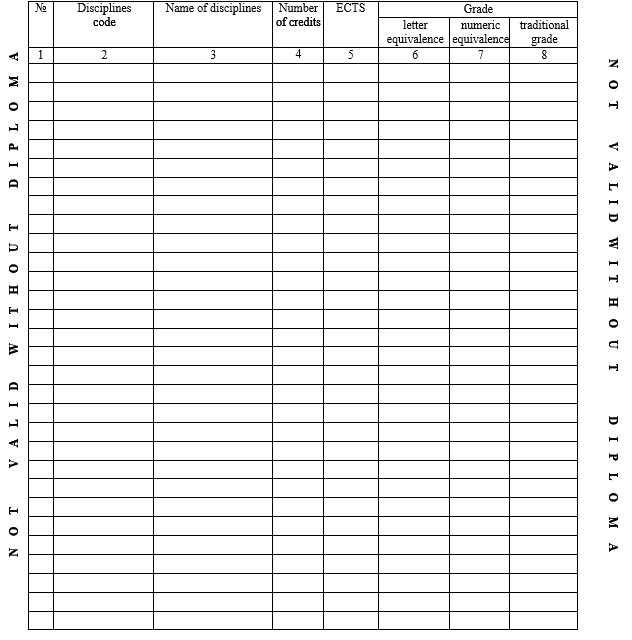 № Disciplines code Name of disciplines Number of credits ECTS Grade
letter equivalence numeric equivalence traditional grade
1 2 3 4 5 6 7 8
NOT VALID WITHOUT DIPLOMA
NOT VALID WITHOUT DIPLOMA